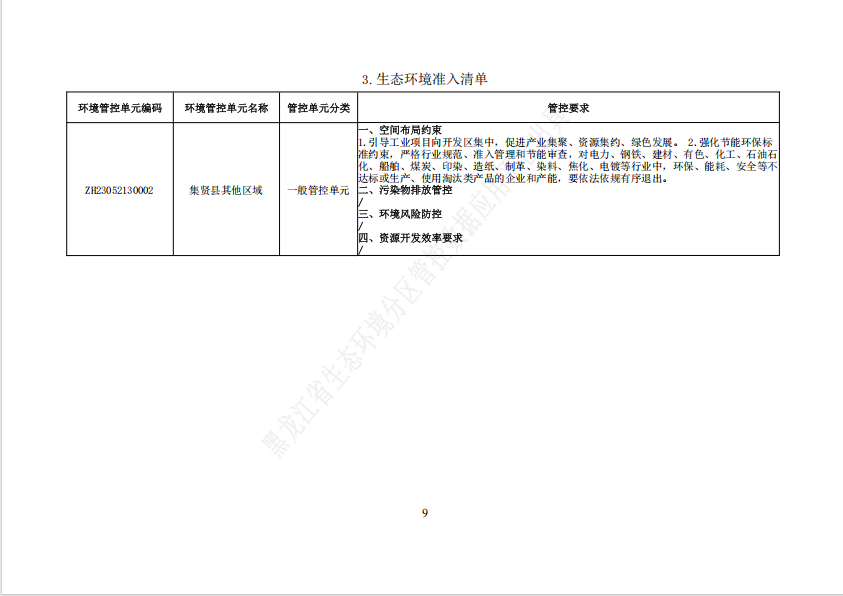 3.生态环境准入清单
环境管控单元编码 环境管控单元名称 管控单元分类 管控要求
ZH23052130002 集贤县其他区域 一般管控单元
一、空间布局约束
1.引导工业项目向开发区集中，促进产业集聚、资源集约、绿色发展。 2.强化节能环保标
准约束，严格行业规范、准入管理和节能审查，对电力、钢铁、建材、有色、化工、石油石
化、船舶、煤炭、印染、造纸、制革、染料、焦化、电镀等行业中，环保、能耗、安全等不
达标或生产、使用淘汰类产品的企业和产能，要依法依规有序退出。
二、污染物排放管控
/
三、环境风险防控
/
四、资源开发效率要求
/
黑龙江省生态环境分区管控数据应用
9